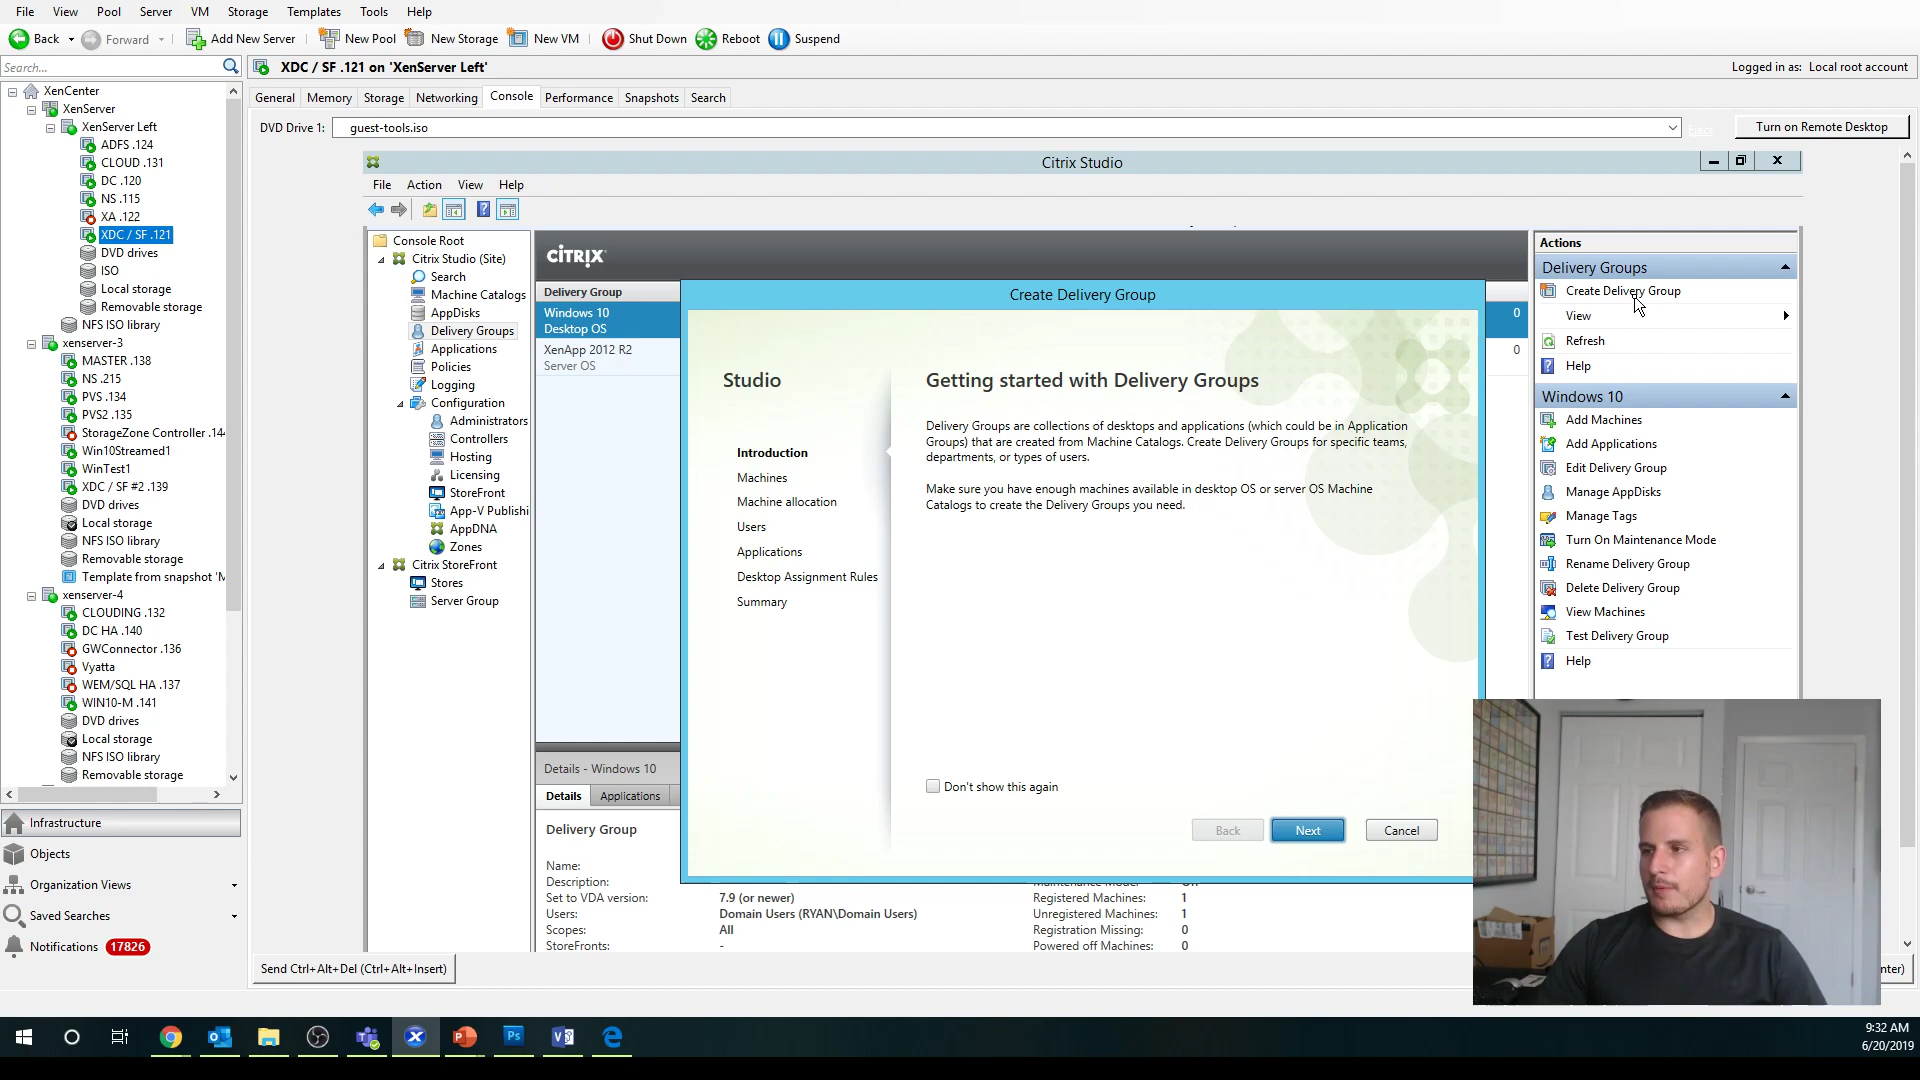 File View Pool Server VM Storage Templates Tools Help
Back Forward Add New Server New Pool New Storage New VM Shut Down Reboot Suspend
Search...
XDC / SF .121 on 'XenServer Left'
Logged in as: Local root account
XenCenter
XenServer
XenServer Left
ADFS .124
CLOUD .131
DC .120
NS .115
XA .122
XDC / SF .121
DVD drives
ISO
Local storage
Removable storage
NFS ISO library
xenserver-3
MASTER .138
NS .215
PVS .134
PVS2 .135
StorageZone Controller .144
Win10Streamed1
WinTest1
XDC / SF #2 .139
DVD drives
Local storage
NFS ISO library
Removable storage
Template from snapshot 'M
xenserver-4
CLOUDING .132
DC HA .140
GWConnector .136
Vyatta
WEM/SQL HA .137
WIN10-M .141
DVD drives
Local storage
NFS ISO library
Removable storage
Infrastructure
Objects
Organization Views
Saved Searches
Notifications 17826
General Memory Storage Networking Console Performance Snapshots Search
DVD Drive 1: guest-tools.iso Eject Turn on Remote Desktop
Citrix Studio
File Action View Help
Console Root
Citrix Studio (Site)
Search
Machine Catalogs
AppDisks
Delivery Groups
Applications
Policies
Logging
Configuration
Administrators
Controllers
Hosting
Licensing
StoreFront
App-V Publishi
AppDNA
Zones
Citrix StoreFront
Stores
Server Group
CITRIX
Delivery Group
Windows 10
Desktop OS
0
XenApp 2012 R2
Server OS
0
Create Delivery Group
Studio
Introduction
Machines
Machine allocation
Users
Applications
Desktop Assignment Rules
Summary
Getting started with Delivery Groups
Delivery Groups are collections of desktops and applications (which could be in Application
Groups) that are created from Machine Catalogs. Create Delivery Groups for specific teams,
departments, or types of users.
Make sure you have enough machines available in desktop OS or server OS Machine
Catalogs to create the Delivery Groups you need.
Don't show this again
Back Next Cancel
Details - Windows 10
Details Applications
Delivery Group
Name:
Description:
Set to VDA version: 7.9 (or newer)
Users: Domain Users (RYAN\Domain Users)
Scopes: All
StoreFronts: -
Maintenance Mode: Off
Registered Machines: 1
Unregistered Machines: 1
Registration Missing: 0
Powered off Machines: 0
Actions
Delivery Groups
Create Delivery Group
View
Refresh
Help
Windows 10
Add Machines
Add Applications
Edit Delivery Group
Manage AppDisks
Manage Tags
Turn On Maintenance Mode
Rename Delivery Group
Delete Delivery Group
View Machines
Test Delivery Group
Help
Send Ctrl+Alt+Del (Ctrl+Alt+Insert)
nter)
9:32 AM
6/20/2019